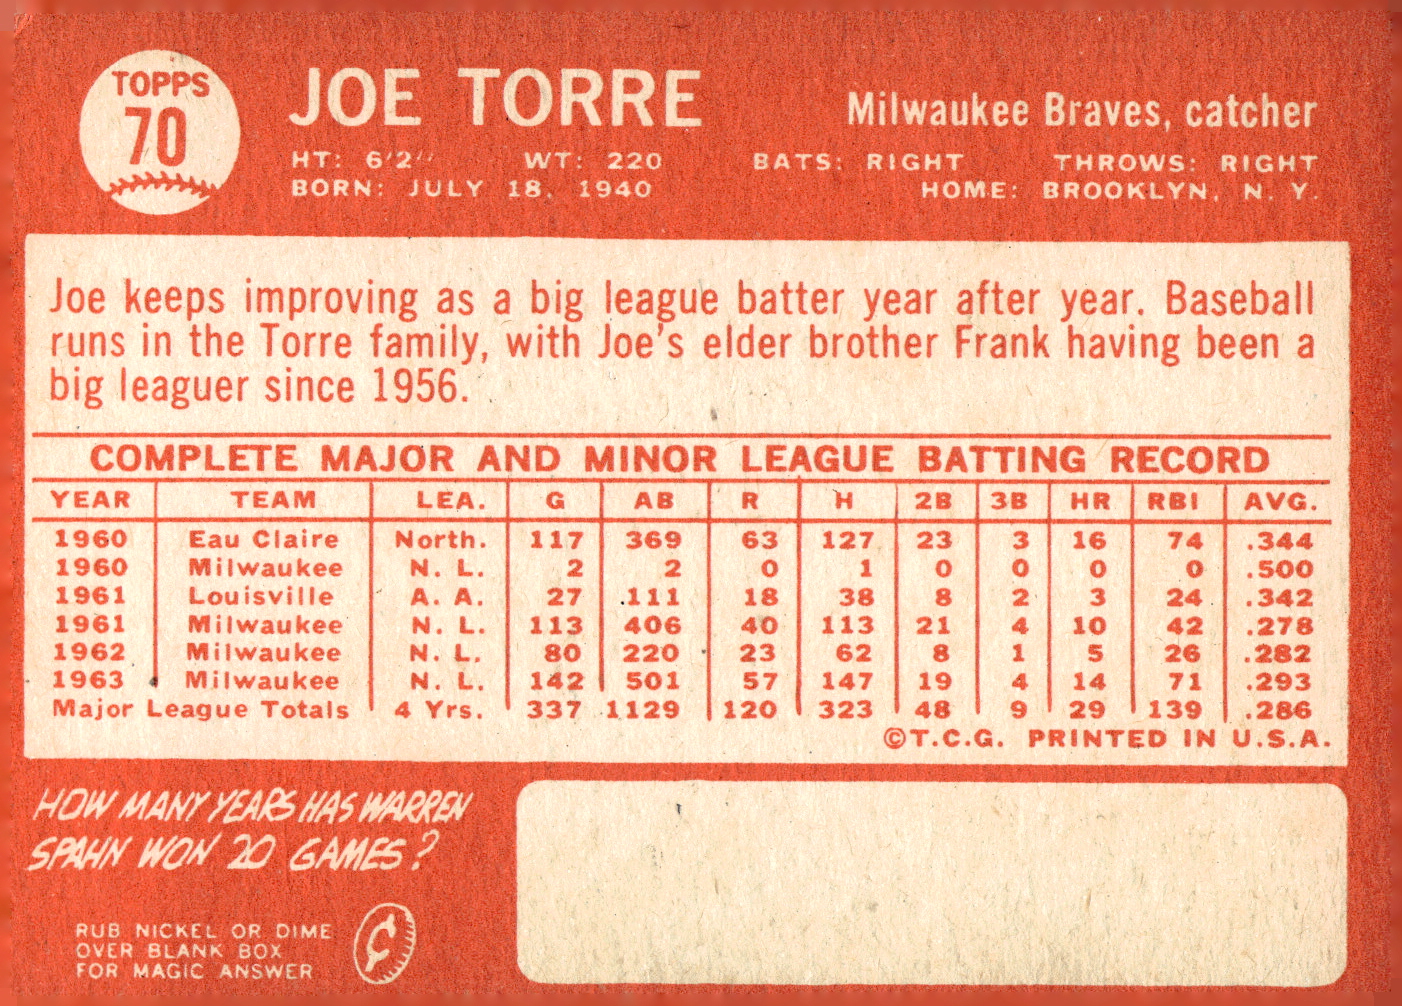 TOPPS
70
JOE TORRE
Milwaukee Braves, catcher
HT: 6'2" WT: 220 BATS: RIGHT THROWS: RIGHT
BORN: JULY 18, 1940 HOME: BROOKLYN, N. Y.
Joe keeps improving as a big league batter year after year. Baseball
runs in the Torre family, with Joe's elder brother Frank having been a
big leaguer since 1956.
COMPLETE MAJOR AND MINOR LEAGUE BATTING RECORD
YEAR TEAM LEA. G AB R H 2B 3B HR RBI AVG.
1960 Eau Claire North. 117 369 63 127 23 3 16 74 .344
1960 Milwaukee N. L. 2 2 0 1 0 0 0 0 .500
1961 Louisville A. A. 27 111 18 38 8 2 3 24 .342
1961 Milwaukee N. L. 113 406 40 113 21 4 10 42 .278
1962 Milwaukee N. L. 80 220 23 62 8 1 5 26 .282
1963 Milwaukee N. L. 142 501 57 147 19 4 14 71 .293
Major League Totals 4 Yrs. 337 1129 120 323 48 9 29 139 .286
©T.C.G. PRINTED IN U.S.A.
HOW MANY YEARS HAS WARREN
SPAHN WON 20 GAMES?
RUB NICKEL OR DIME
OVER BLANK BOX
FOR MAGIC ANSWER